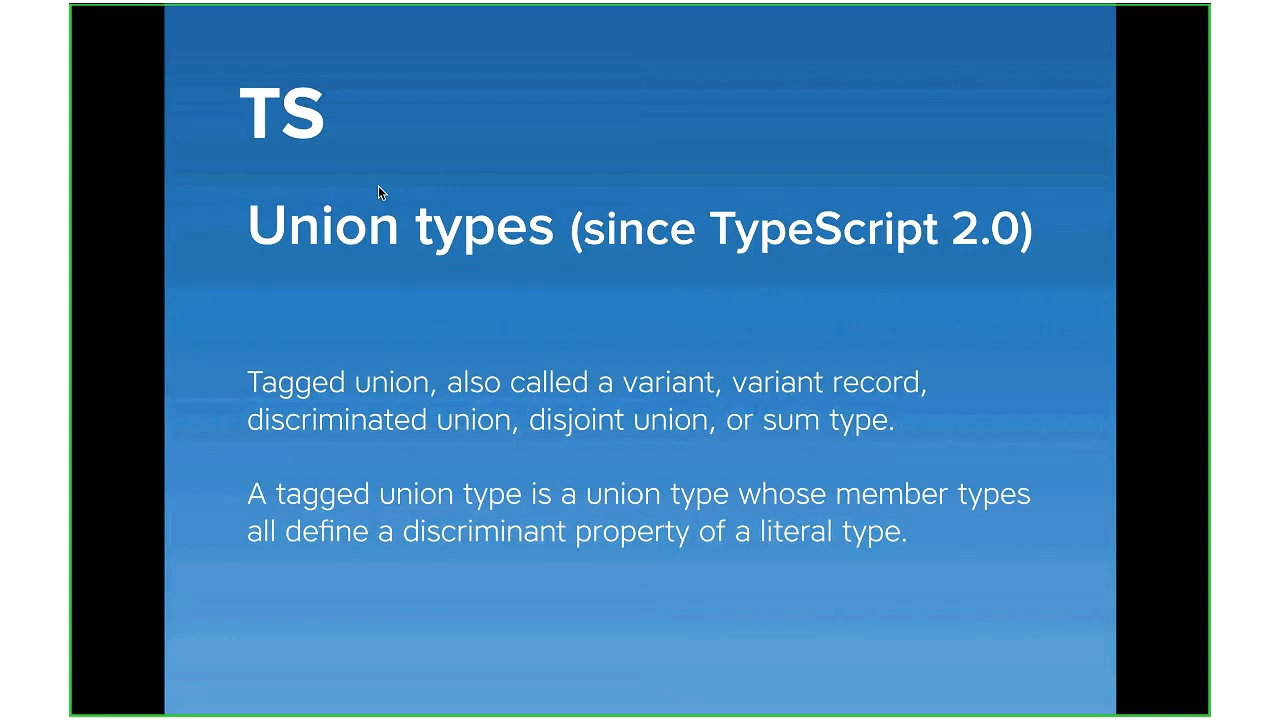 TS
Union types (since TypeScript 2.0)
Tagged union, also called a variant, variant record,
discriminated union, disjoint union, or sum type.
A tagged union type is a union type whose member types
all define a discriminant property of a literal type.